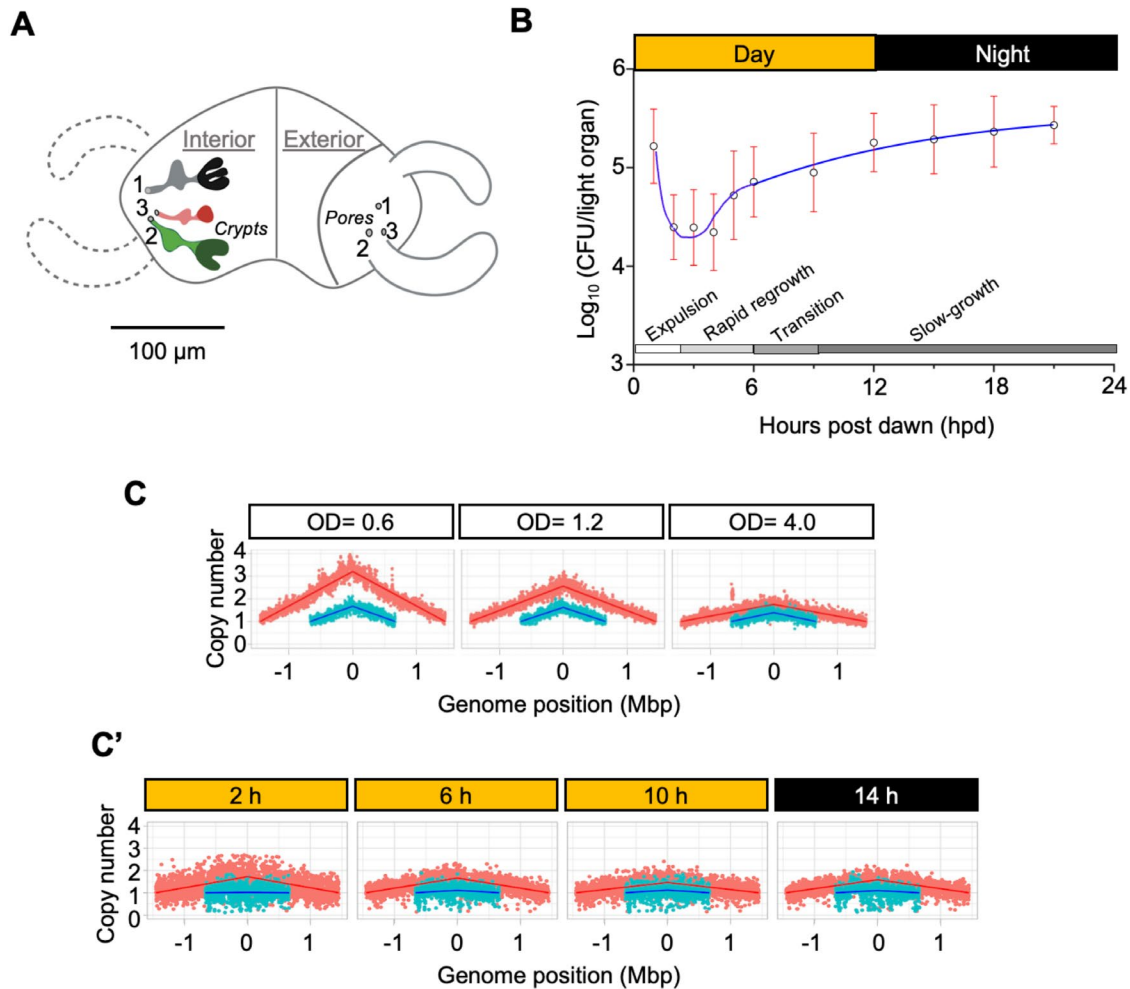 A
Interior Exterior
1
3
2
Crypts
Pores
1
3
2
100 µm
B
Day Night
Log10 (CFU/light organ)
6
5
4
3
Expulsion
Rapid regrowth
Transition
Slow-growth
0 6 12 18 24
Hours post dawn (hpd)
C
OD= 0.6 OD= 1.2 OD= 4.0
Copy number
4
3
2
1
0
-1 0 1 -1 0 1 -1 0 1
Genome position (Mbp)
C'
2 h 6 h 10 h 14 h
Copy number
4
3
2
1
0
-1 0 1 -1 0 1 -1 0 1 -1 0 1
Genome position (Mbp)